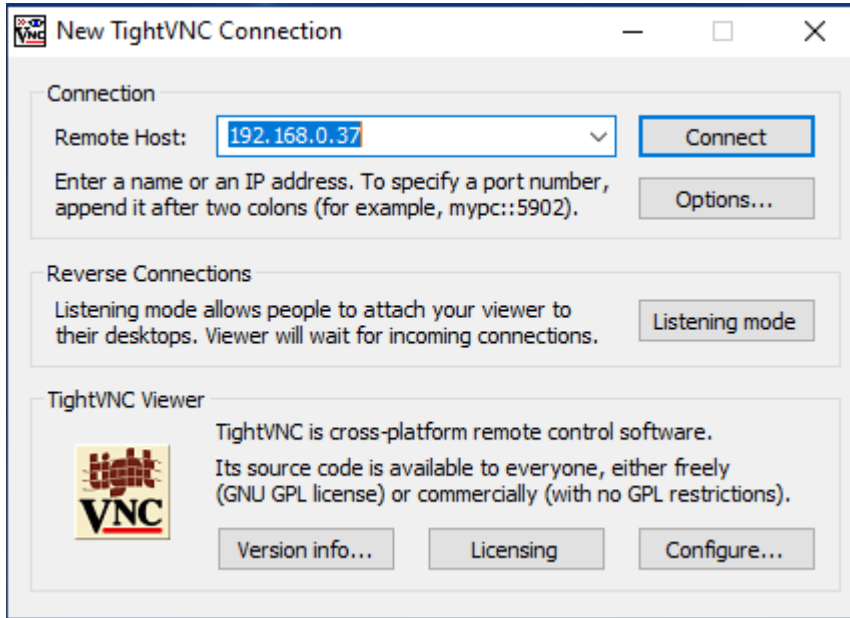 New TightVNC Connection
Connection
Remote Host: 192.168.0.37 Connect
Enter a name or an IP address. To specify a port number,
append it after two colons (for example, mypc::5902).
Options...
Reverse Connections
Listening mode allows people to attach your viewer to
their desktops. Viewer will wait for incoming connections.
Listening mode
TightVNC Viewer
tight
VNC
TightVNC is cross-platform remote control software.
Its source code is available to everyone, either freely
(GNU GPL license) or commercially (with no GPL restrictions).
Version info... Licensing Configure...